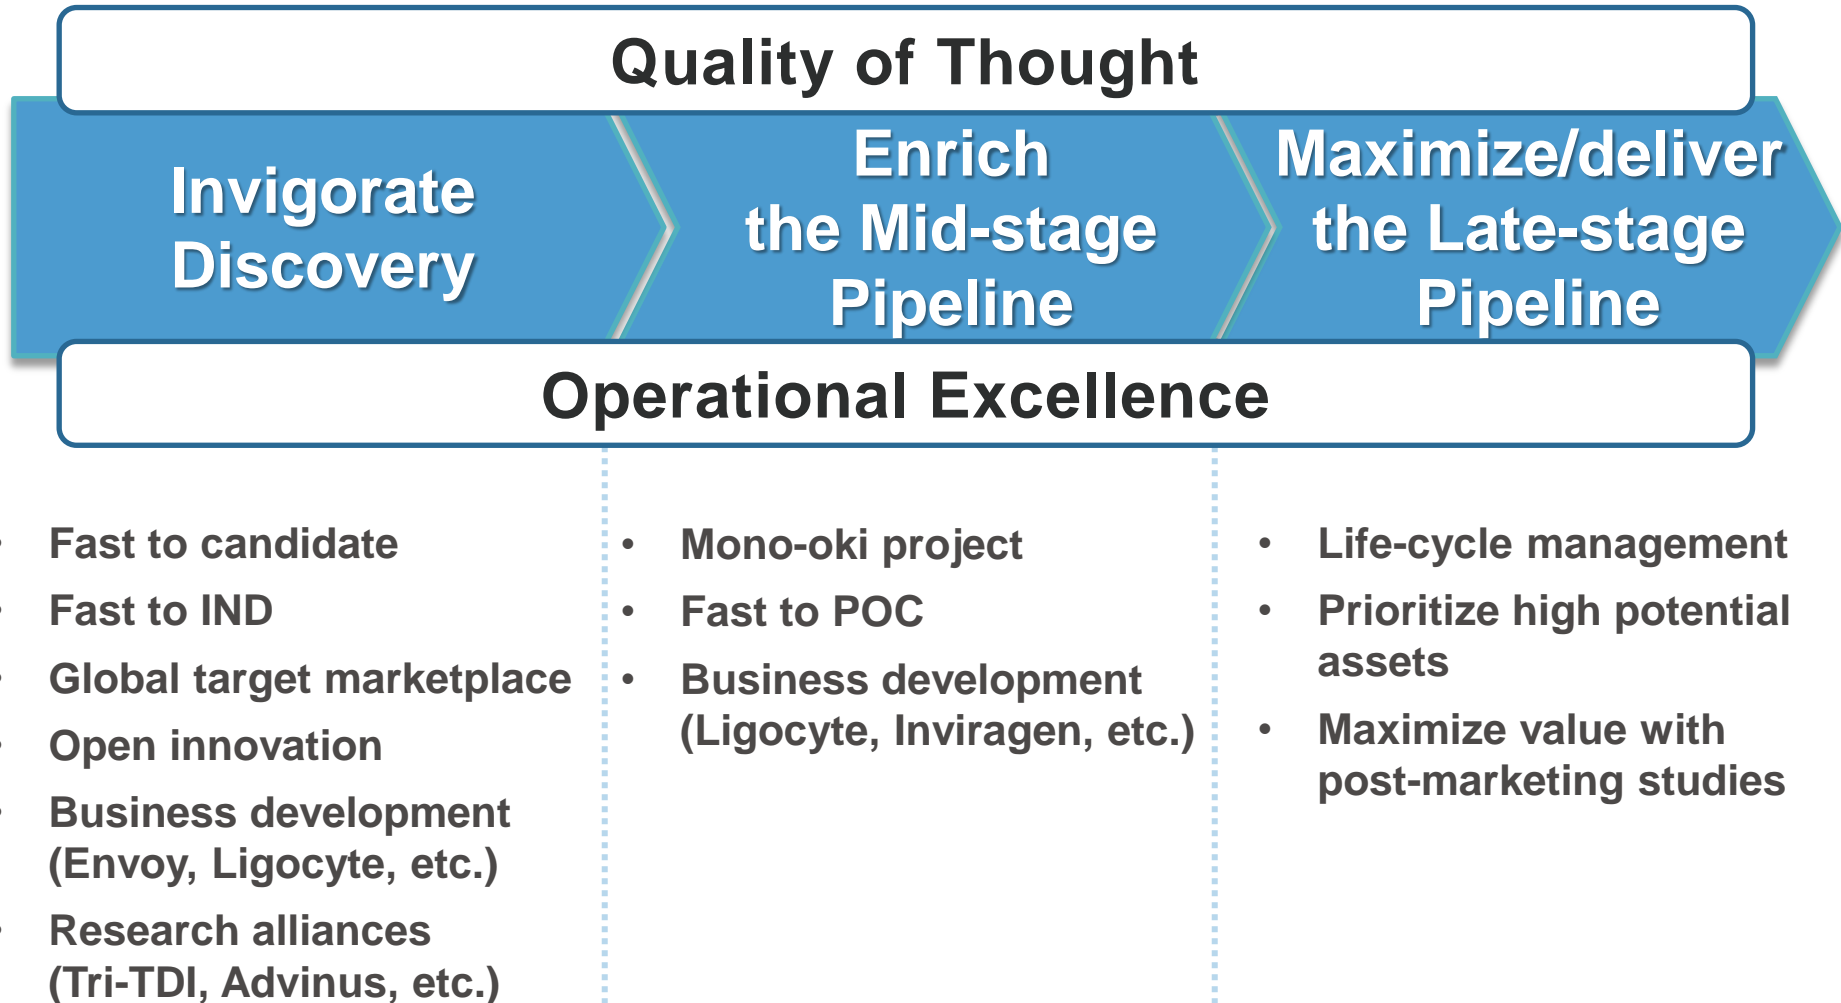 Quality of Thought
Invigorate
Discovery
Enrich
the Mid-stage
Pipeline
Maximize/deliver
the Late-stage
Pipeline
Operational Excellence
• Fast to candidate
• Fast to IND
• Global target marketplace
• Open innovation
• Business development
(Envoy, Ligocyte, etc.)
• Research alliances
(Tri-TDI, Advinus, etc.)
• Mono-oki project
• Fast to POC
• Business development
(Ligocyte, Inviragen, etc.)
• Life-cycle management
• Prioritize high potential
assets
• Maximize value with
post-marketing studies